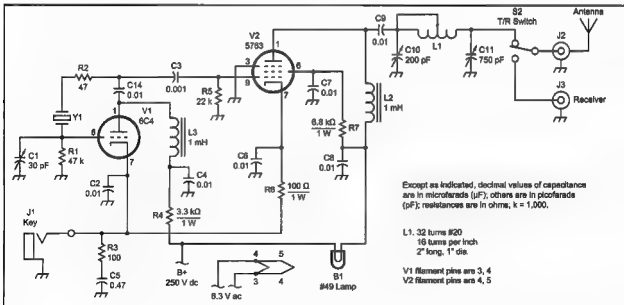 S2
T/R Switch
Antenna
J2
J3
Receiver
C9
0.01
L1
C10
200 pF
C11
750 pF
V2
5763
1
3
9
6
7
R2
47
C3
0.001
C14
0.01
R5
22 k
C7
0.01
L2
1 mH
Y1
V1
6C4
1
6
7
L3
1 mH
6.8 kΩ
1 W
R7
C1
30 pF
R1
47 k
C2
0.01
C4
0.01
C6
0.01
C8
0.01
R6
100 Ω
1 W
R4
3.3 kΩ
1 W
J1
Key
R3
100
C5
0.47
B+
250 V dc
6.3 V ac
4
5
3
4
B1
#49 Lamp
Except as indicated, decimal values of capacitance
are in microfarads (µF); others are in picofarads
(pF); resistances are in ohms; k = 1,000.
L1. 32 turns #20
16 turns per inch
2" long, 1" dia.
V1 filament pins are 3, 4
V2 filament pins are 4, 5